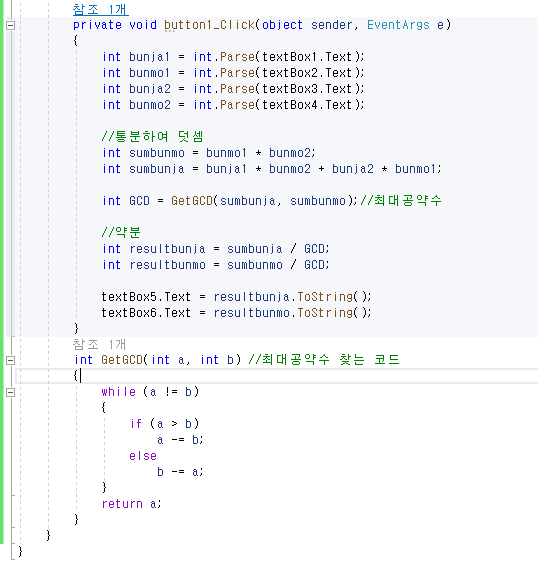 참조 1개
private void button1_Click(object sender, EventArgs e)
{
int bunja1 = int.Parse(textBox1.Text);
int bunmo1 = int.Parse(textBox2.Text);
int bunja2 = int.Parse(textBox3.Text);
int bunmo2 = int.Parse(textBox4.Text);
//통분하여 덧셈
int sumbunmo = bunmo1 * bunmo2;
int sumbunja = bunja1 * bunmo2 + bunja2 * bunmo1;
int GCD = GetGCD(sumbunja, sumbunmo);//최대공약수
//약분
int resultbunja = sumbunja / GCD;
int resultbunmo = sumbunmo / GCD;
textBox5.Text = resultbunja.ToString();
textBox6.Text = resultbunmo.ToString();
}
참조 1개
int GetGCD(int a, int b) //최대공약수 찾는 코드
{
while (a != b)
{
if (a > b)
a -= b;
else
b -= a;
}
return a;
}
}
}